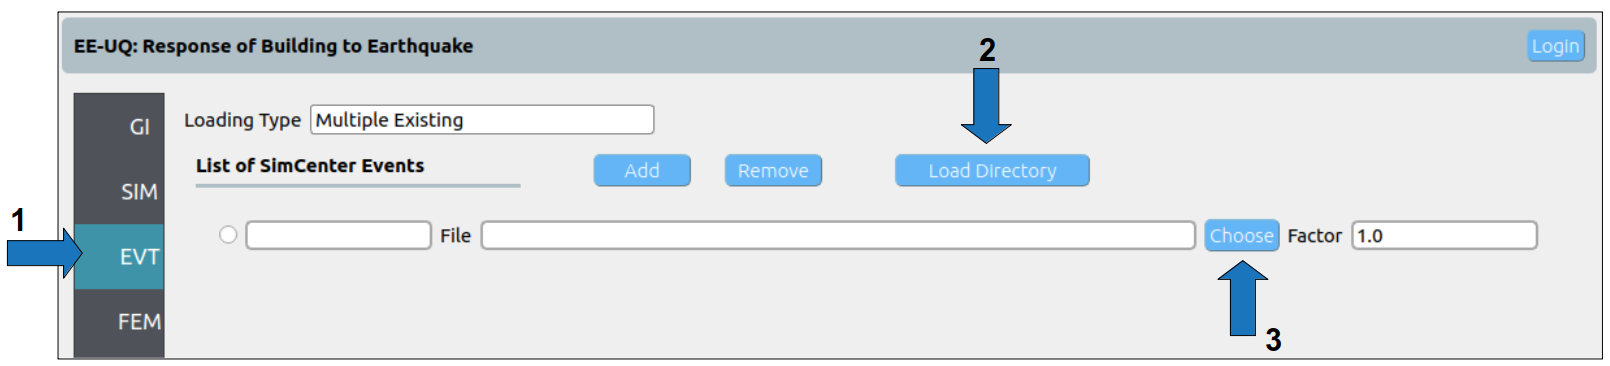 EE-UQ: Response of Building to Earthquake
Login
2
GI
Loading Type Multiple Existing
List of SimCenter Events
Add Remove Load Directory
SIM
1
File Choose Factor 1.0
EVT
FEM
3